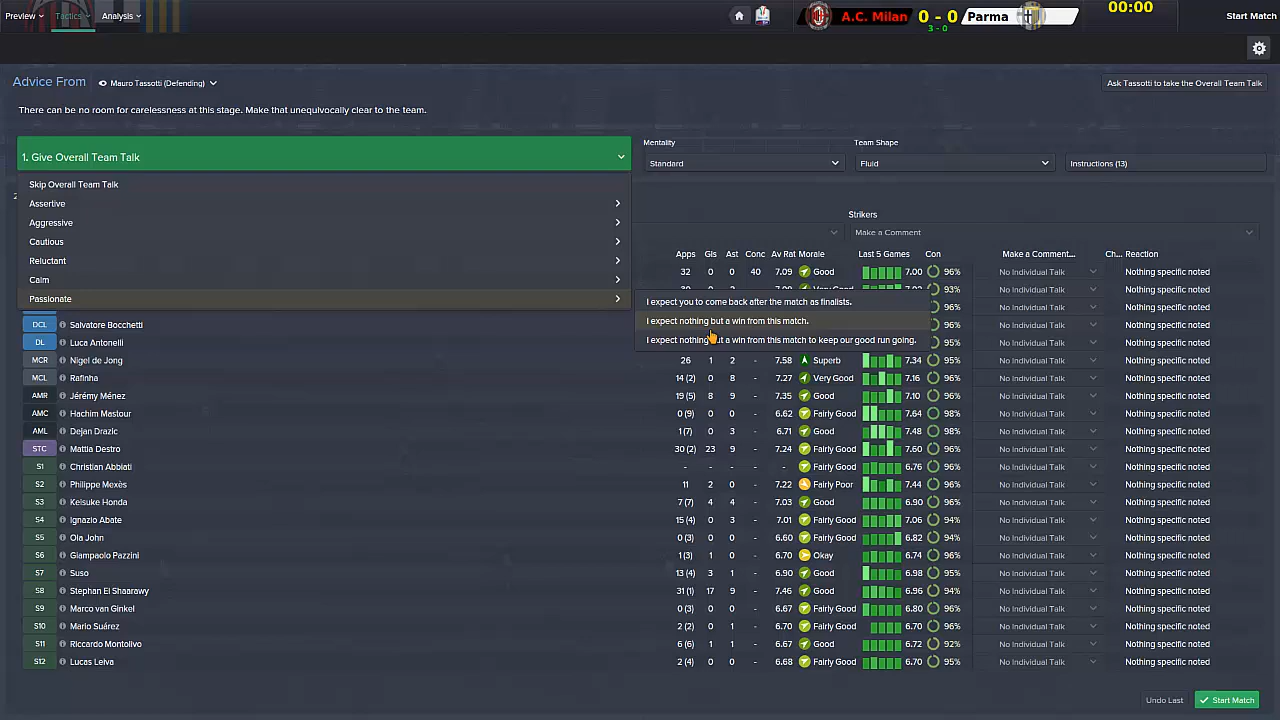 Preview Tactics Analysis A.C. Milan 0 - 0 Parma 00:00 Start Match
3 - 0
Advice From Mauro Tassotti (Defending) Ask Tassotti to take the Overall Team Talk
There can be no room for carelessness at this stage. Make that unequivocally clear to the team.
Mentality Team Shape
1. Give Overall Team Talk Standard Fluid Instructions (13)
Skip Overall Team Talk
Assertive
Aggressive Strikers
Cautious Make a Comment
Reluctant Apps Gls Ast Conc Av Rat Morale Last 5 Games Con Make a Comment... Ch... Reaction
32 0 0 40 7.09 Good 7.00 96% No Individual Talk Nothing specific noted
Calm 93% No Individual Talk Nothing specific noted
Passionate I expect you to come back after the match as finalists. 96% No Individual Talk Nothing specific noted
DCL Salvatore Bocchetti I expect nothing but a win from this match. 96% No Individual Talk Nothing specific noted
DL Luca Antonelli I expect nothing but a win from this match to keep our good run going. 95% No Individual Talk Nothing specific noted
MCR Nigel de Jong 26 1 2 - 7.58 Superb 7.34 95% No Individual Talk Nothing specific noted
MCL Rafinha 14 (2) 0 8 - 7.27 Very Good 7.16 96% No Individual Talk Nothing specific noted
AMR Jérémy Ménez 19 (5) 8 9 - 7.35 Good 7.10 96% No Individual Talk Nothing specific noted
AMC Hachim Mastour 0 (9) 0 0 - 6.62 Fairly Good 7.64 98% No Individual Talk Nothing specific noted
AML Dejan Drazic 1 (7) 0 3 - 6.71 Good 7.48 98% No Individual Talk Nothing specific noted
STC Mattia Destro 30 (2) 23 9 - 7.24 Fairly Good 7.60 96% No Individual Talk Nothing specific noted
S1 Christian Abbiati - - - - - Fairly Good 6.76 96% No Individual Talk Nothing specific noted
S2 Philippe Mexès 11 2 0 - 7.22 Fairly Poor 7.44 96% No Individual Talk Nothing specific noted
S3 Keisuke Honda 7 (7) 4 4 - 7.03 Good 6.90 96% No Individual Talk Nothing specific noted
S4 Ignazio Abate 15 (4) 0 3 - 7.01 Fairly Good 7.06 94% No Individual Talk Nothing specific noted
S5 Ola John 0 (3) 0 0 - 6.60 Fairly Good 6.82 94% No Individual Talk Nothing specific noted
S6 Giampaolo Pazzini 1 (3) 1 0 - 6.70 Okay 6.74 96% No Individual Talk Nothing specific noted
S7 Suso 13 (4) 3 1 - 6.90 Good 6.98 95% No Individual Talk Nothing specific noted
S8 Stephan El Shaarawy 31 (1) 17 9 - 7.46 Good 6.96 94% No Individual Talk Nothing specific noted
S9 Marco van Ginkel 0 (3) 0 0 - 6.67 Fairly Good 6.80 96% No Individual Talk Nothing specific noted
S10 Mario Suárez 2 (2) 0 0 - 6.70 Fairly Good 6.70 96% No Individual Talk Nothing specific noted
S11 Riccardo Montolivo 6 (6) 1 1 - 6.67 Good 6.72 92% No Individual Talk Nothing specific noted
S12 Lucas Leiva 2 (4) 0 0 - 6.68 Fairly Good 6.70 95% No Individual Talk Nothing specific noted
Undo Last Start Match